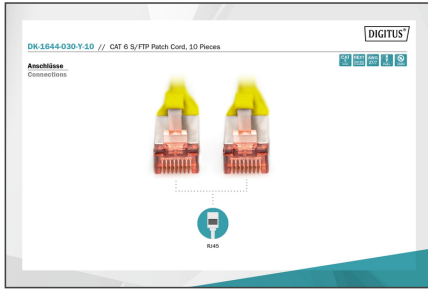 DIGITUS®
DK-1644-030-Y-10 // CAT 6 S/FTP Patch Cord, 10 Pieces
Anschlüsse
Connections
RJ45